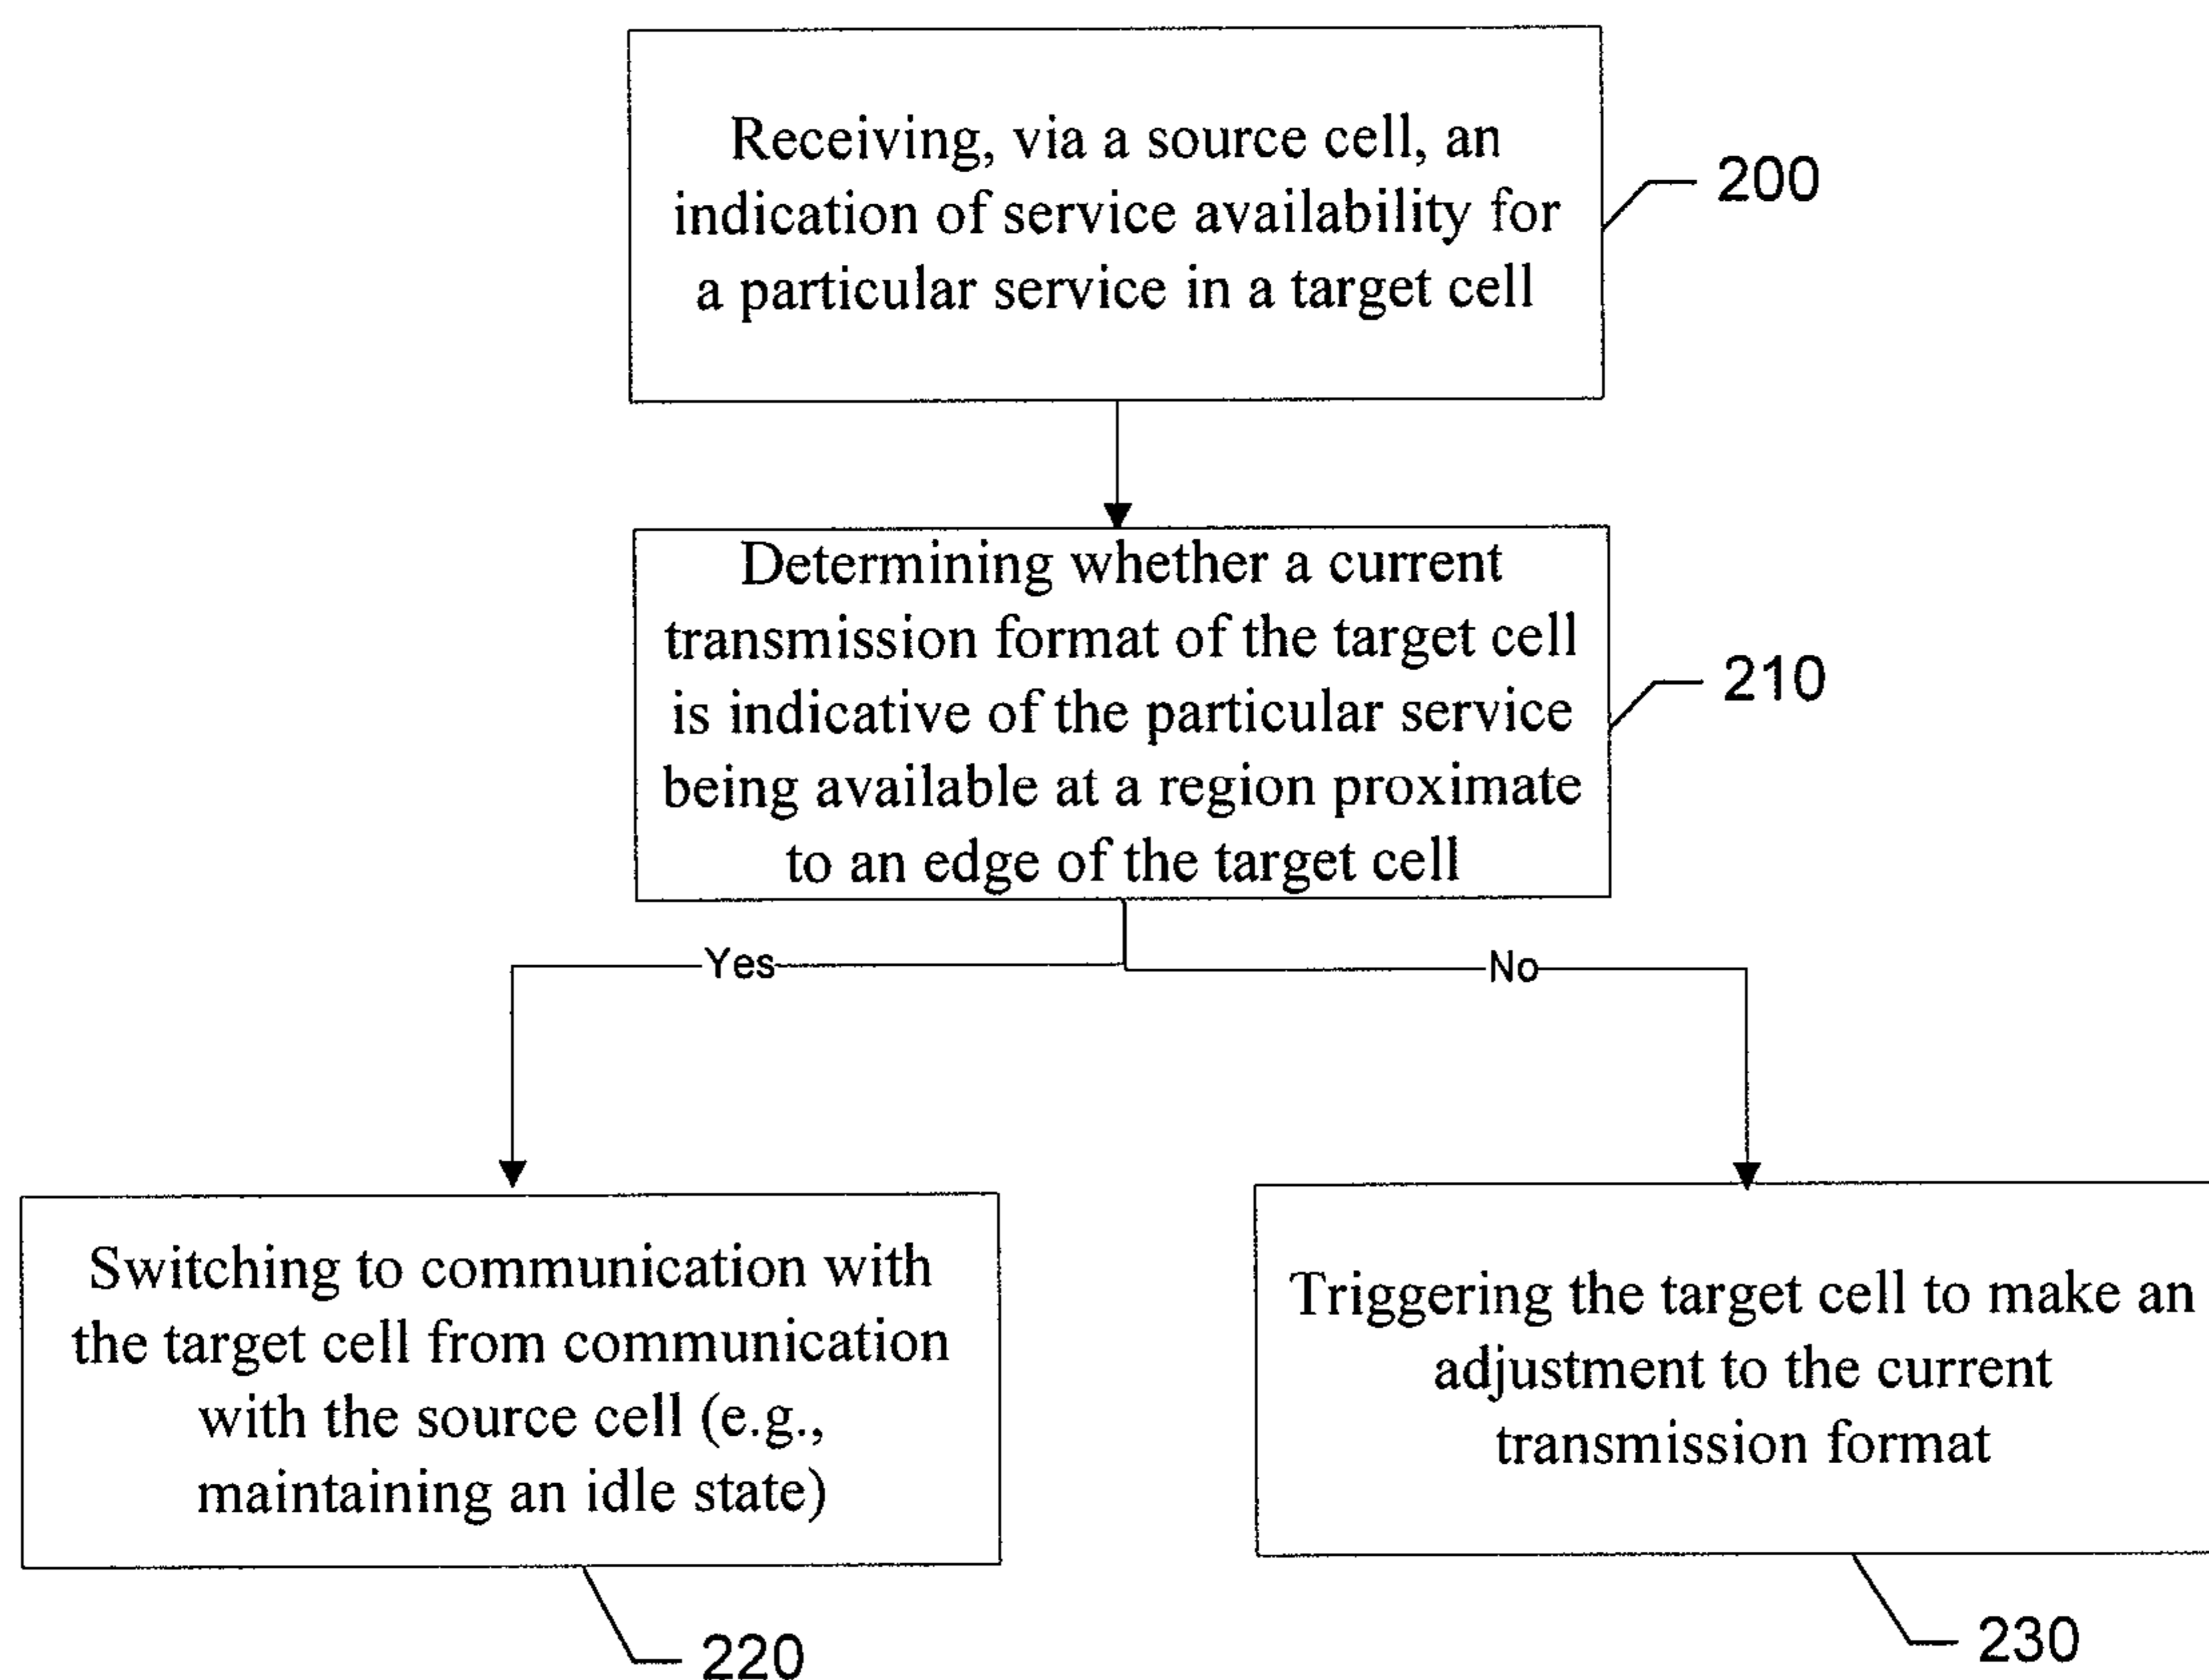 Receiving, via a source cell, an
indication of service availability for
a particular service in a target cell
200
Determining whether a current
transmission format of the target cell
is indicative of the particular service
being available at a region proximate
to an edge of the target cell
210
Yes
No
Switching to communication with
the target cell from communication
with the source cell (e.g.,
maintaining an idle state)
220
Triggering the target cell to make an
adjustment to the current
transmission format
230